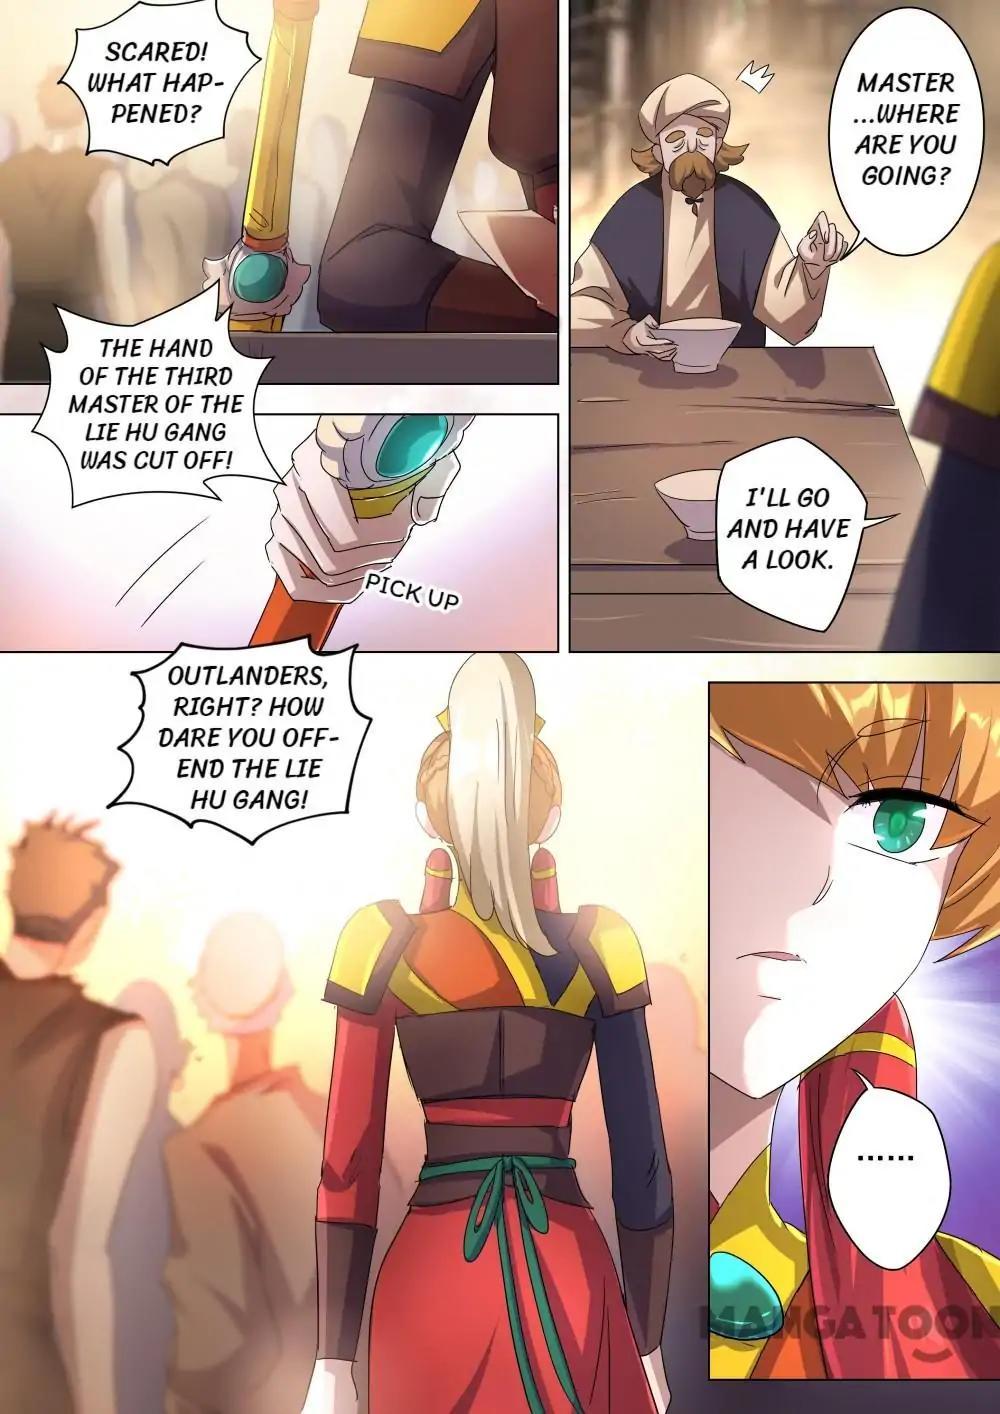 SCARED!
WHAT HAP-
PENED?
THE HAND
OF THE THIRD
MASTER OF THE
LIE HU GANG
WAS CUT OFF!
PICK UP
MASTER
...WHERE
ARE YOU
GOING?
I'LL GO
AND HAVE
A LOOK.
OUTLANDERS,
RIGHT? HOW
DARE YOU OFF-
END THE LIE
HU GANG!
......
MANGATOON